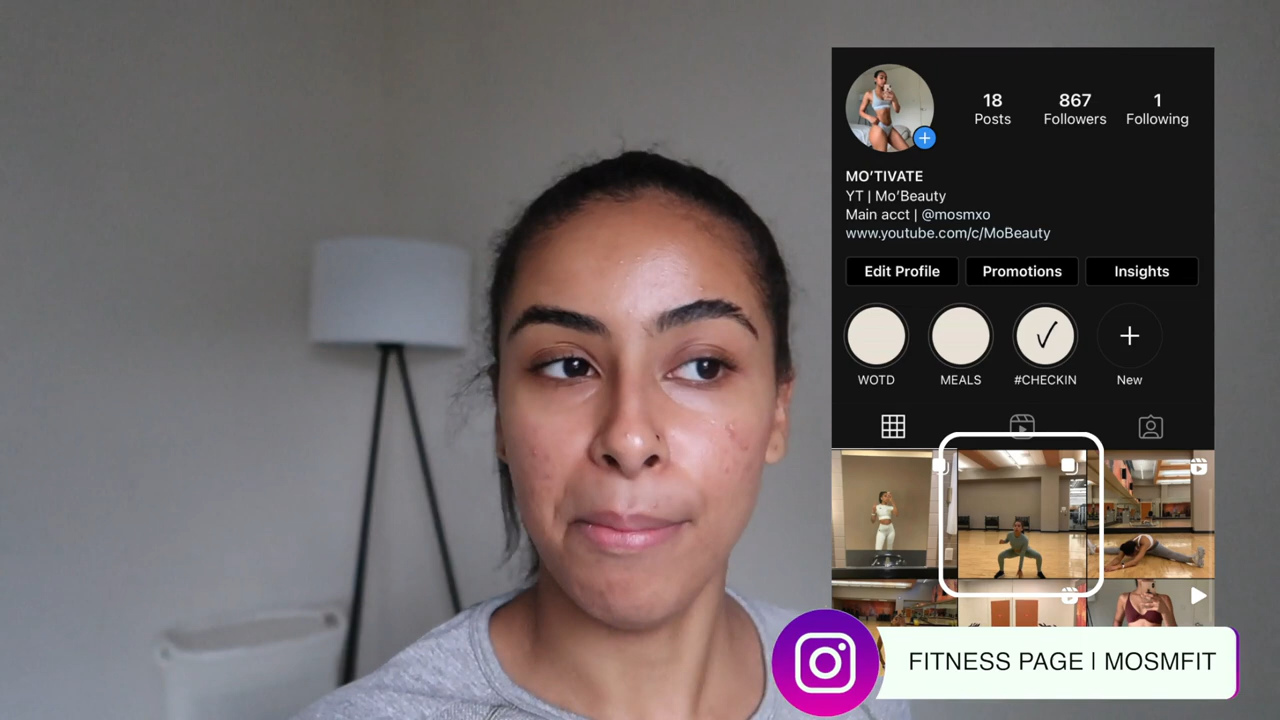 18
Posts
867
Followers
1
Following
MO’TIVATE
YT | Mo’Beauty
Main acct | @mosmxo
www.youtube.com/c/MoBeauty
Edit Profile
Promotions
Insights
WOTD
MEALS
#CHECKIN
New
FITNESS PAGE | MOSMFIT